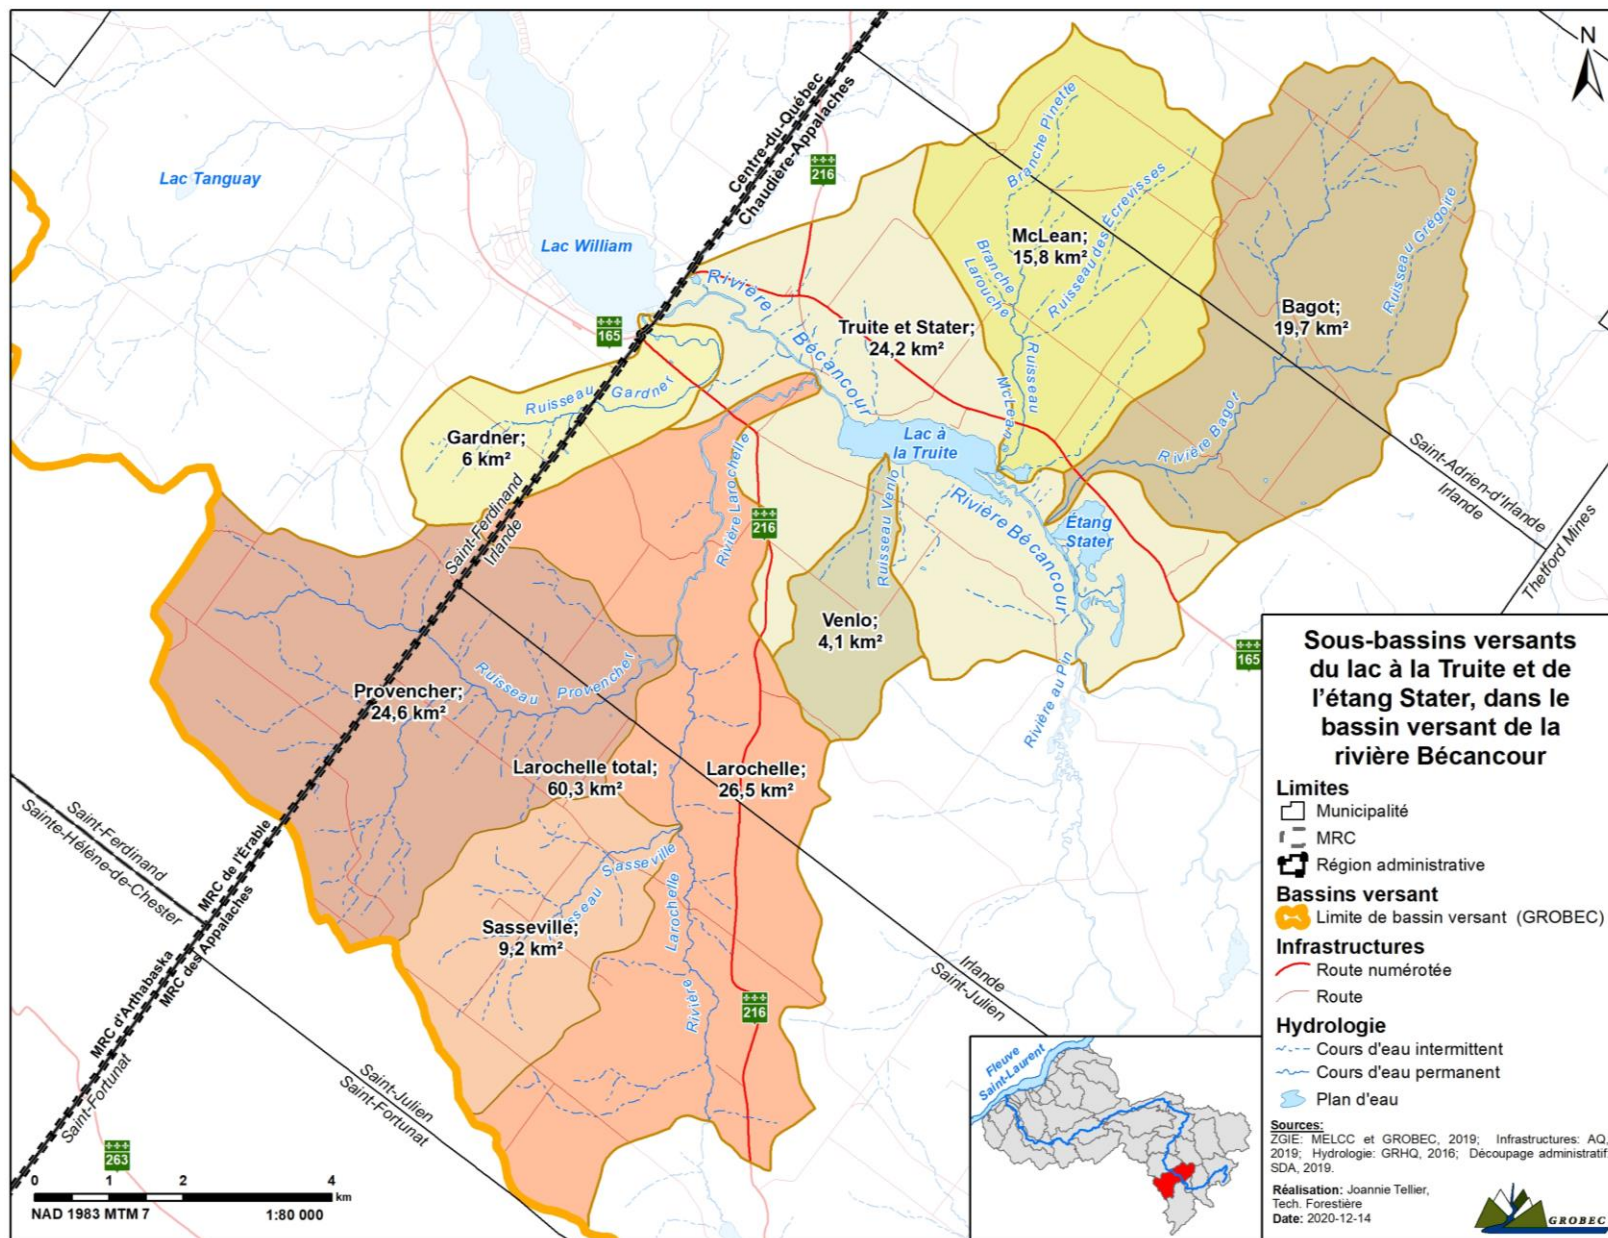 N
Centre-du-Québec
Chaudière-Appalaches
216
Lac Tanguay
Lac William
165
Rivière
Bécancour
Truite et Stater;
24,2 km²
McLean;
15,8 km²
Branche Pinette
Ruisseau des Écrevisses
Branche
Larouche
Ruisseau
McLean
Bagot;
19,7 km²
Ruisseau Grégoire
Rivière Bagot
Saint-Adrien-d'Irlande
Irlande
Thetford Mines
Ruisseau Gardner
Gardner;
6 km²
Saint-Ferdinand
Irlande
Lac à
la Truite
Rivière Larochelle
216
Ruisseau Venlo
Rivière Bécancour
Étang
Stater
Venlo;
4,1 km²
Rivière au Pin
165
Provencher;
24,6 km²
Ruisseau Provencher
Larochelle total;
60,3 km²
Larochelle;
26,5 km²
Ruisseau Sasseville
Sasseville;
9,2 km²
Rivière Larochelle
216
Irlande
Saint-Julien
Saint-Ferdinand
Sainte-Hélène-de-Chester
MRC de l'Érable
MRC des Appalaches
MRC d'Arthabaska
Saint-Fortunat
Saint-Julien
Saint-Fortunat
263
0 1 2 4
km
NAD 1983 MTM 7 1:80 000
Fleuve
Saint-Laurent
Sous-bassins versants
du lac à la Truite et de
l'étang Stater, dans le
bassin versant de la
rivière Bécancour
Limites
Municipalité
MRC
Région administrative
Bassins versant
Limite de bassin versant (GROBEC)
Infrastructures
Route numérotée
Route
Hydrologie
Cours d'eau intermittent
Cours d'eau permanent
Plan d'eau
Sources:
ZGIE: MELCC et GROBEC, 2019; Infrastructures: AQ,
2019; Hydrologie: GRHQ, 2016; Découpage administratif:
SDA, 2019.
Réalisation: Joannie Tellier,
Tech. Forestière
Date: 2020-12-14
GROBEC